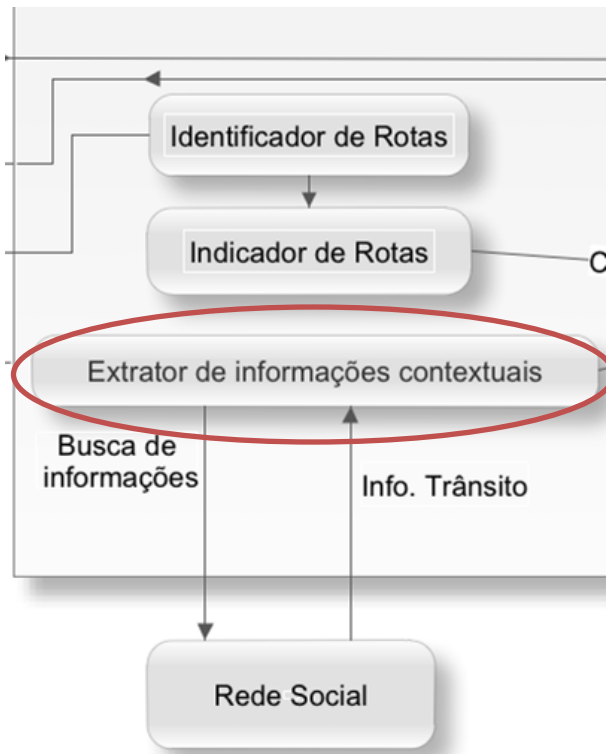 Identificador de Rotas
Indicador de Rotas
C
Extrator de informações contextuais
Busca de
informações
Info. Trânsito
Rede Social